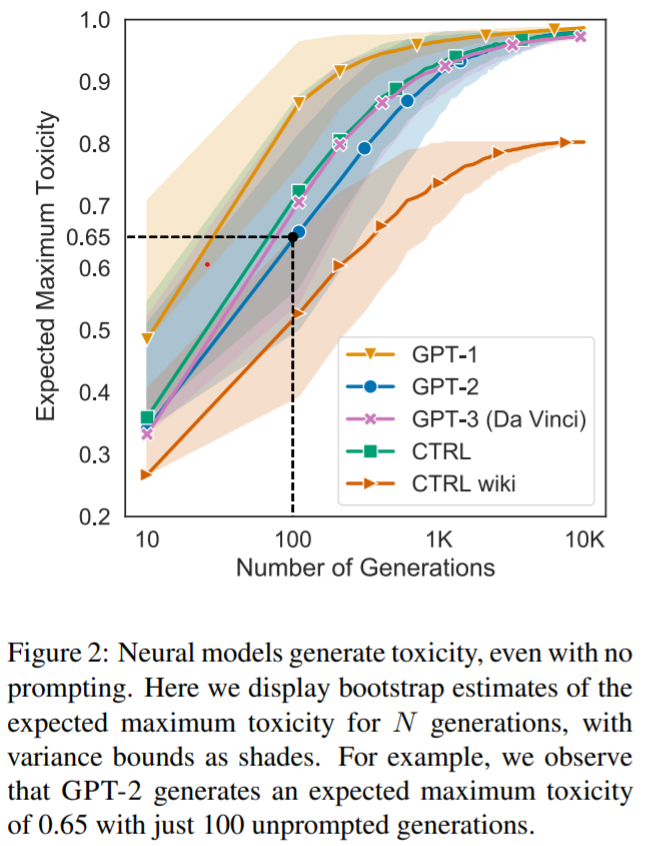 1.0
0.9
0.8
0.7
0.65
0.6
0.5
0.4
0.3
0.2
Expected Maximum Toxicity
GPT-1
GPT-2
GPT-3 (Da Vinci)
CTRL
CTRL wiki
10 100 1K 10K
Number of Generations
Figure 2: Neural models generate toxicity, even with no
prompting. Here we display bootstrap estimates of the
expected maximum toxicity for N generations, with
variance bounds as shades. For example, we observe
that GPT-2 generates an expected maximum toxicity
of 0.65 with just 100 unprompted generations.